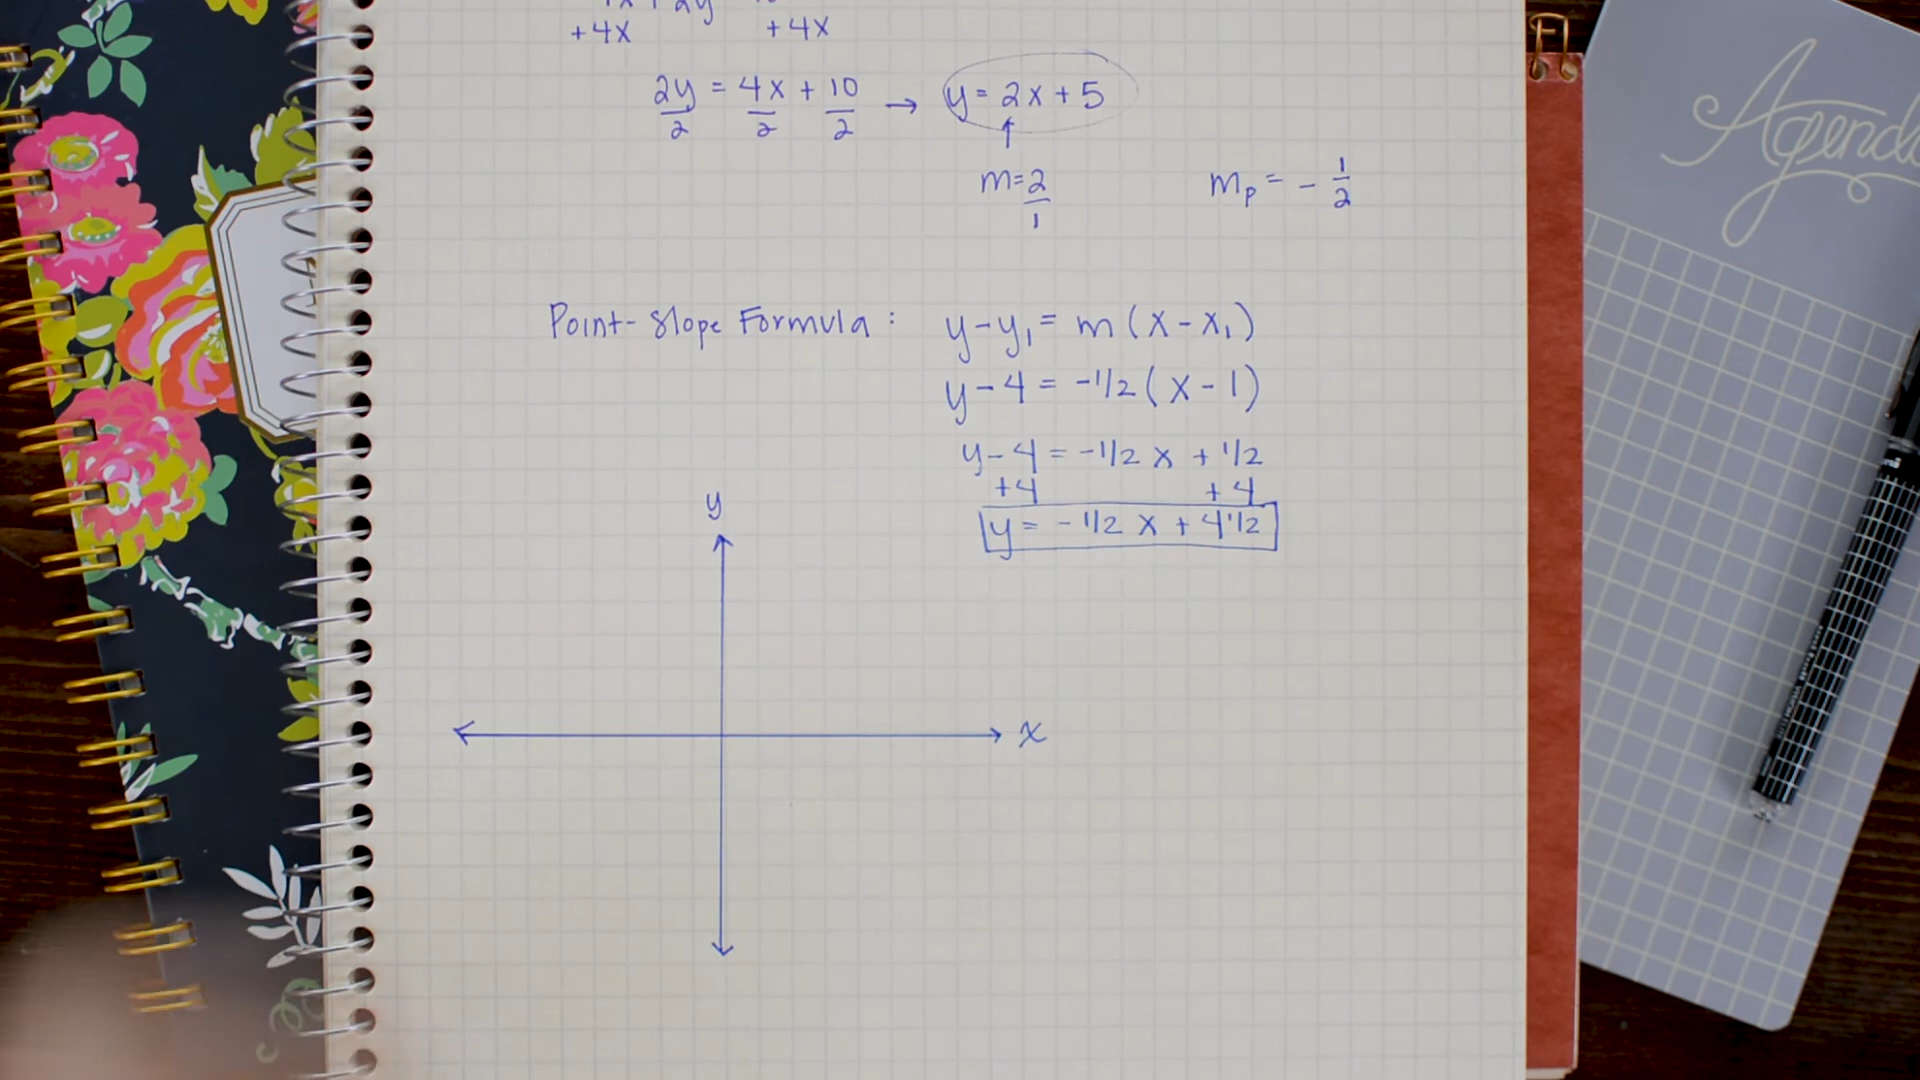 +4x +4x
2y/2 = 4x/2 + 10/2 → y = 2x + 5
↑
m = 2/1 mₚ = - 1/2
Point-Slope Formula : y - y₁ = m (x - x₁)
y - 4 = -1/2 ( x - 1)
y - 4 = -1/2 x + 1/2
+4 + 4
y = - 1/2 x + 4 1/2
y
x
Agenda
uni